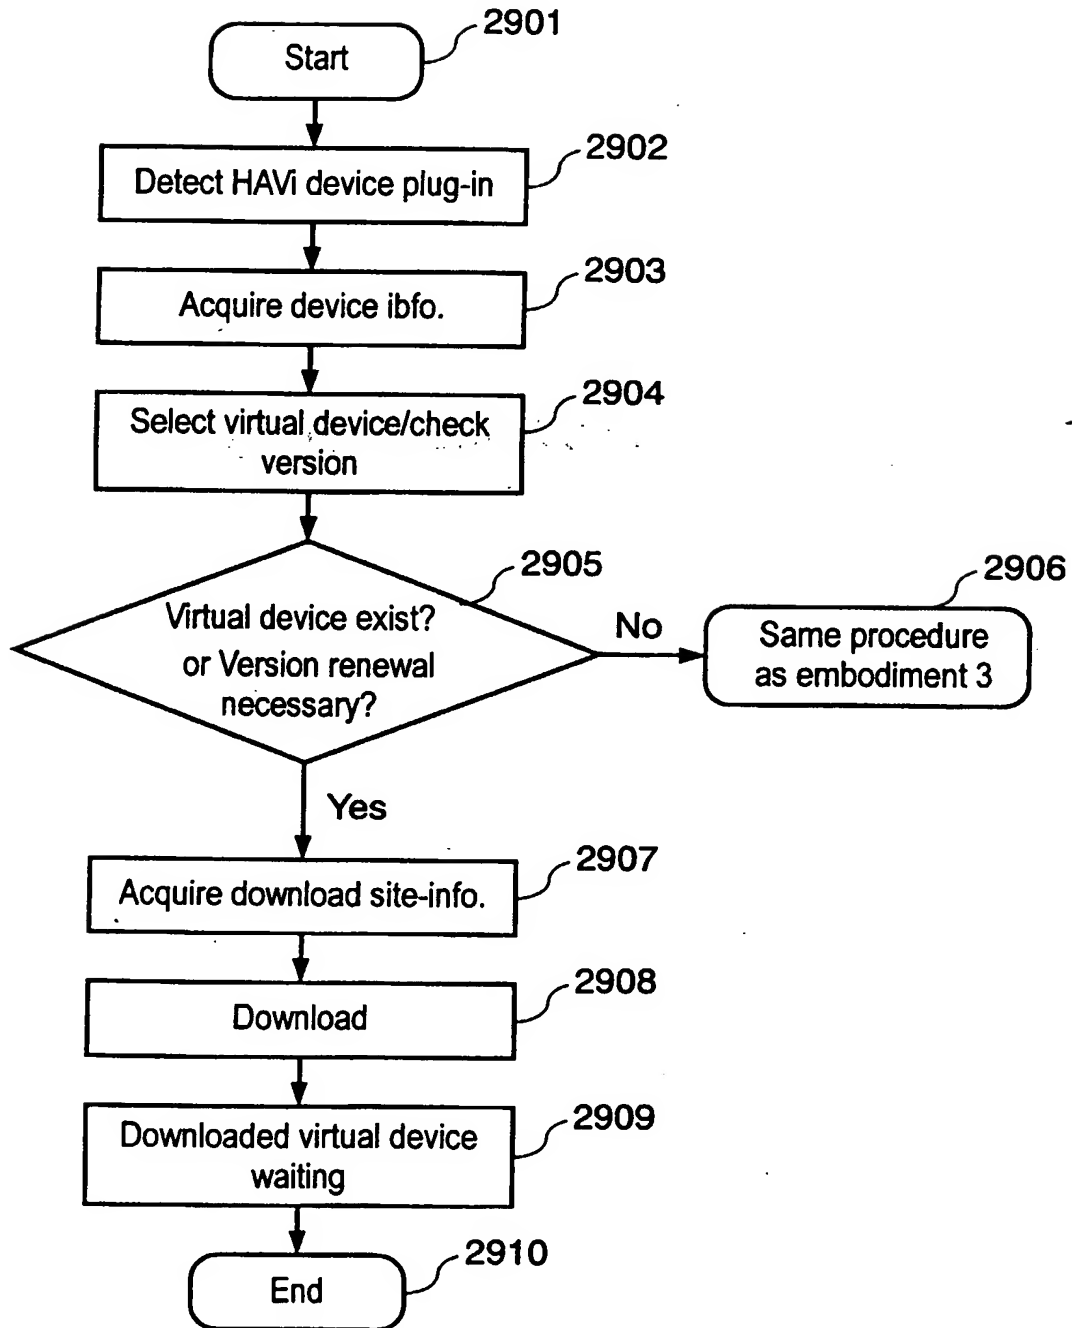 2901
Start
2902
Detect HAVi device plug-in
2903
Acquire device ibfo.
2904
Select virtual device/check
version
2905
Virtual device exist?
or Version renewal
necessary?
No
2906
Same procedure
as embodiment 3
Yes
2907
Acquire download site-info.
2908
Download
2909
Downloaded virtual device
waiting
2910
End